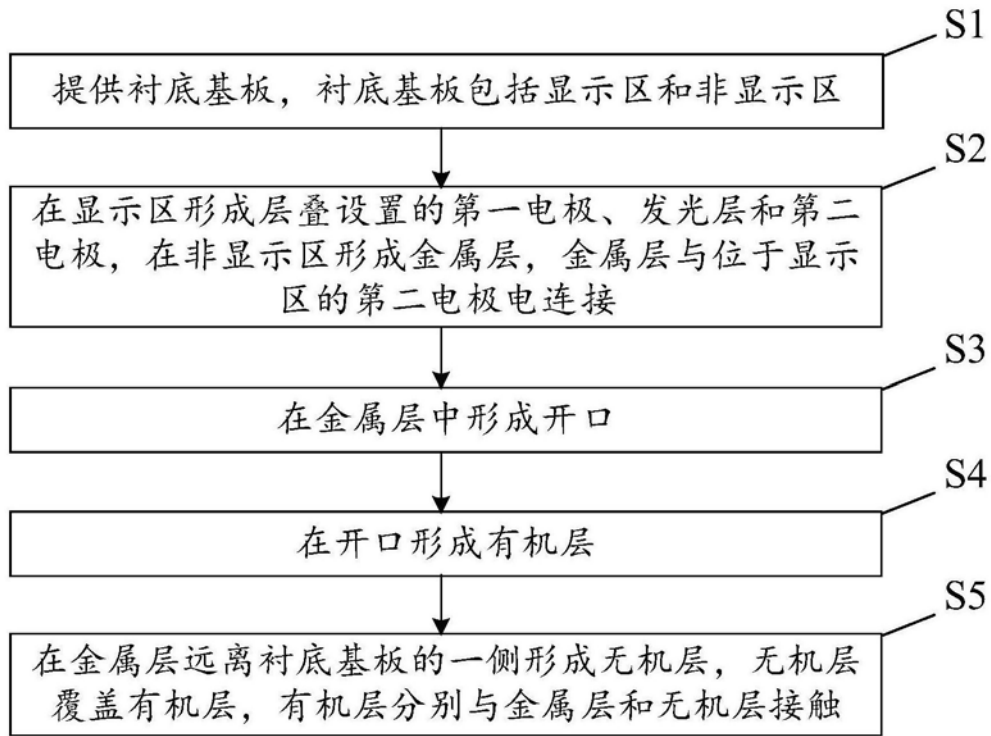 S1
提供衬底基板，衬底基板包括显示区和非显示区
S2
在显示区形成层叠设置的第一电极、发光层和第二
电极，在非显示区形成金属层，金属层与位于显示
区的第二电极电连接
S3
在金属层中形成开口
S4
在开口形成有机层
S5
在金属层远离衬底基板的一侧形成无机层，无机层
覆盖有机层，有机层分别与金属层和无机层接触